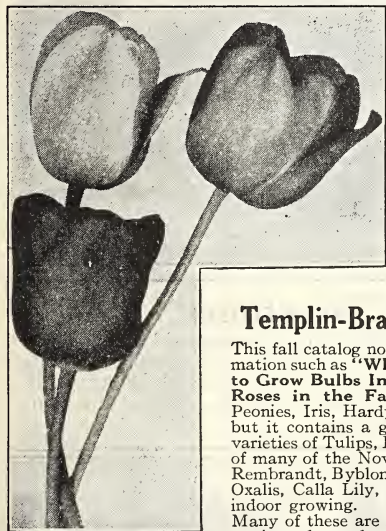 Templin-Bra
This fall catalog no
mation such as "W
to Grow Bulbs In
Roses in the Fa
Peonies, Iris, Hard
but it contains a g
varieties of Tulips,
of many of the Nov
Rembrandt, Byblon
Oxalis, Calla Lily,
indoor growing.
Many of these are